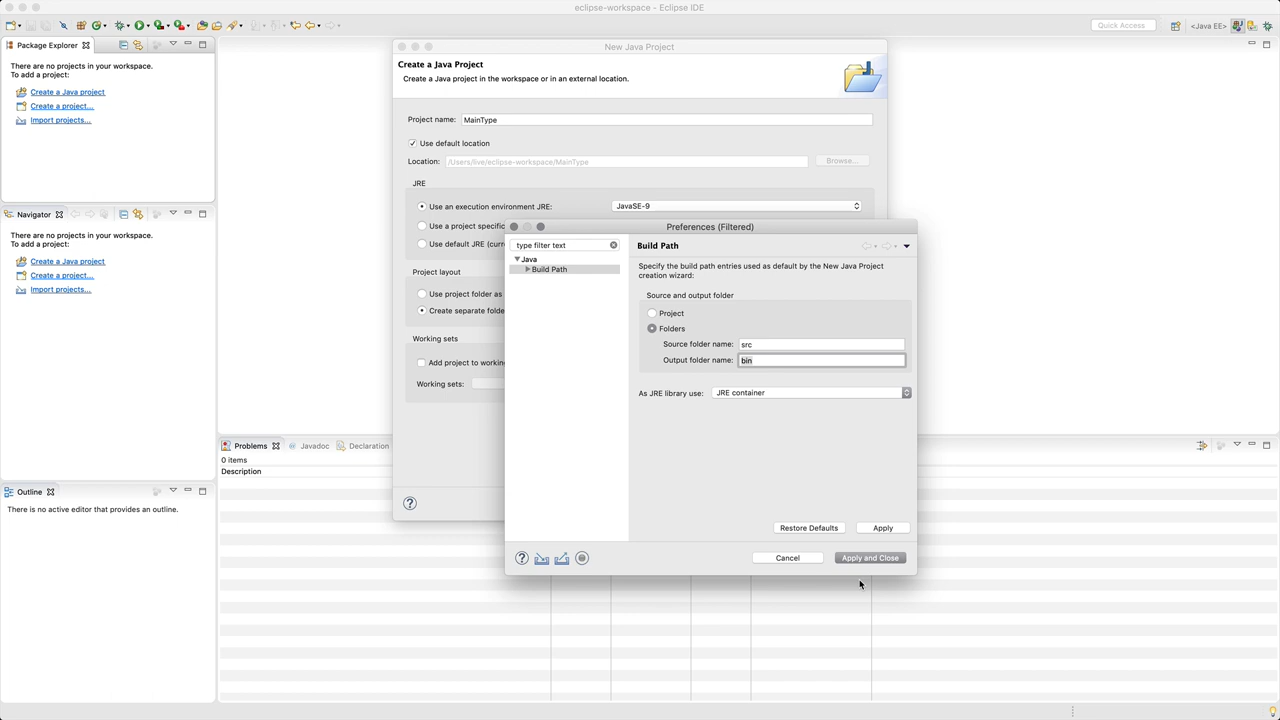 eclipse-workspace - Eclipse IDE
Quick Access
<Java EE>
Package Explorer
There are no projects in your workspace.
To add a project:
Create a Java project
Create a project...
Import projects...
Navigator
There are no projects in your workspace.
To add a project:
Create a Java project
Create a project...
Import projects...
Outline
There is no active editor that provides an outline.
New Java Project
Create a Java Project
Create a Java project in the workspace or in an external location.
Project name: MainType
Use default location
Location: /Users/live/eclipse-workspace/MainType Browse...
JRE
Use an execution environment JRE: JavaSE-9
Use a project specific
Use default JRE (curre
Project layout
Use project folder as
Create separate folde
Working sets
Add project to working
Working sets:
Preferences (Filtered)
type filter text
Java
Build Path
Build Path
Specify the build path entries used as default by the New Java Project
creation wizard:
Source and output folder
Project
Folders
Source folder name: src
Output folder name: bin
As JRE library use: JRE container
Restore Defaults Apply
Cancel Apply and Close
Problems Javadoc Declaration
0 items
Description